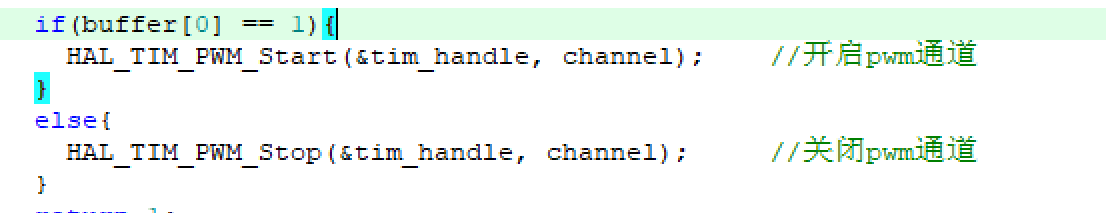 if(buffer[0] == 1){
HAL_TIM_PWM_Start(&tim_handle, channel); //开启pwm通道
}
else{
HAL_TIM_PWM_Stop(&tim_handle, channel); //关闭pwm通道
}